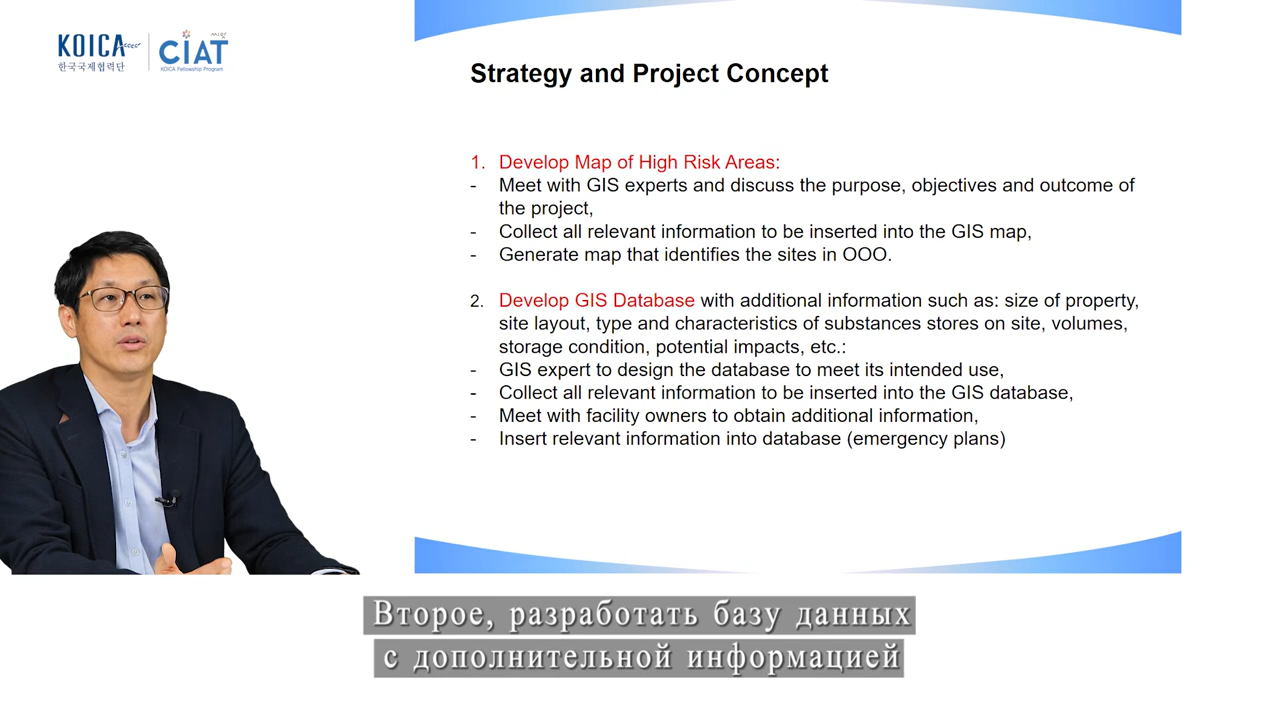 KOICA
한국국제협력단
CIAT
KOICA Fellowship Program
Strategy and Project Concept
1. Develop Map of High Risk Areas:
- Meet with GIS experts and discuss the purpose, objectives and outcome of
the project,
- Collect all relevant information to be inserted into the GIS map,
- Generate map that identifies the sites in OOO.
2. Develop GIS Database with additional information such as: size of property,
site layout, type and characteristics of substances stores on site, volumes,
storage condition, potential impacts, etc.:
- GIS expert to design the database to meet its intended use,
- Collect all relevant information to be inserted into the GIS database,
- Meet with facility owners to obtain additional information,
- Insert relevant information into database (emergency plans)
Второе, разработать базу данных
с дополнительной информацией